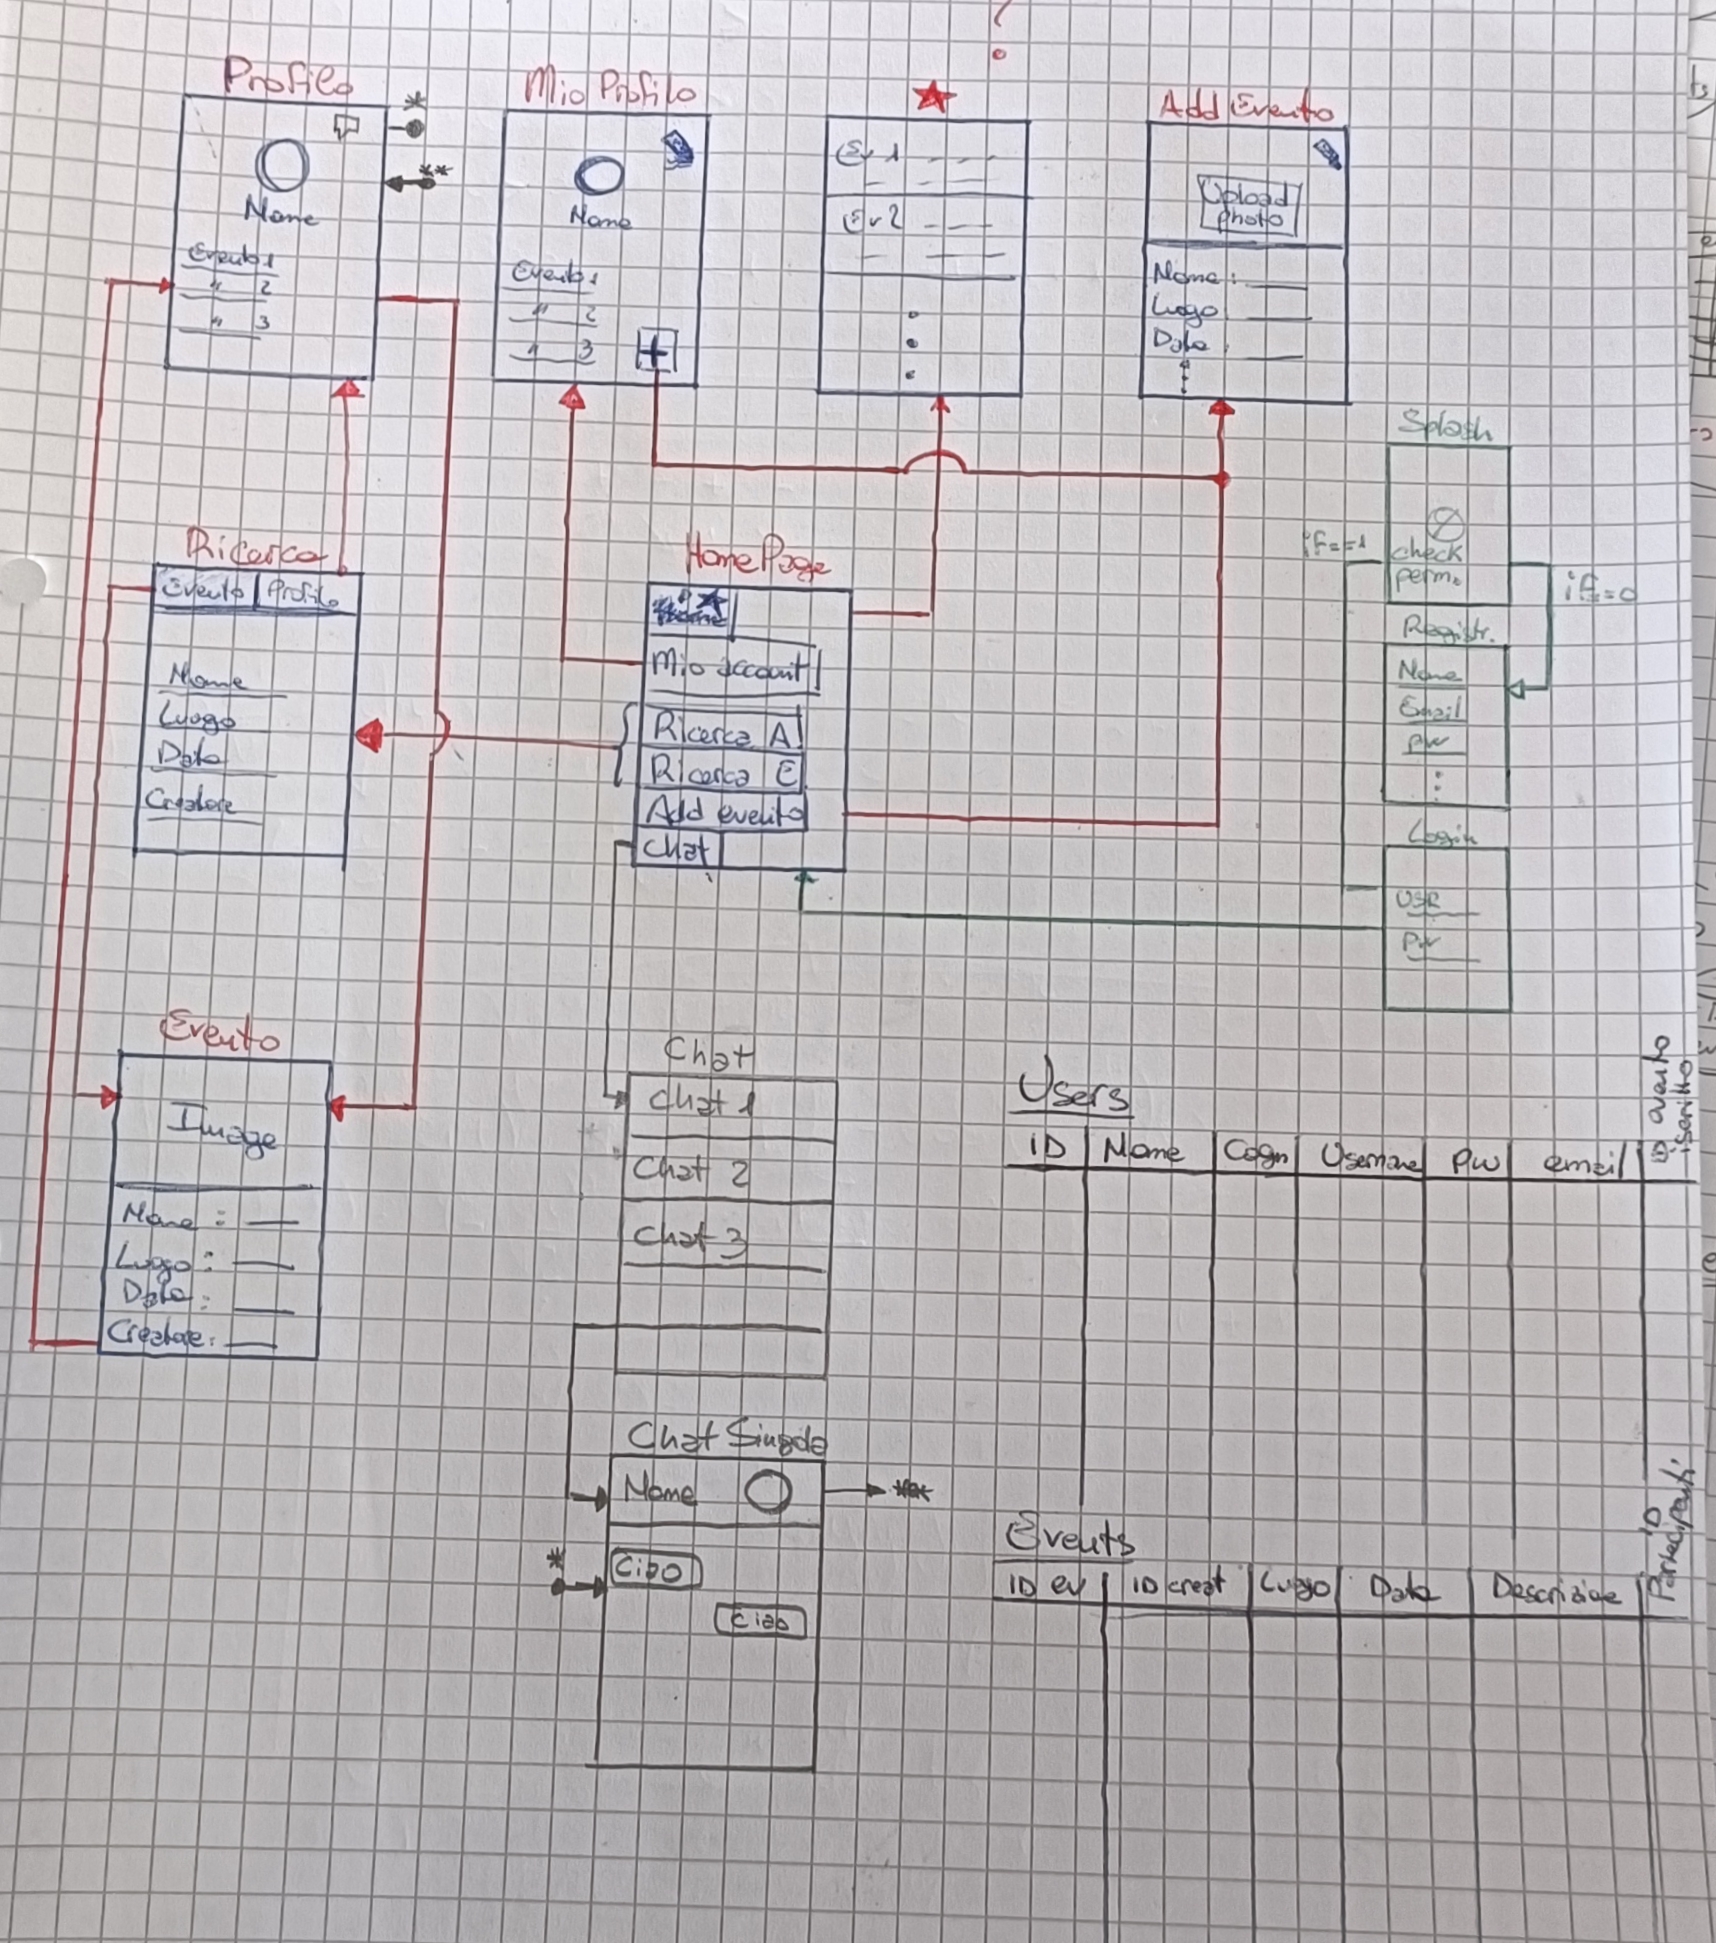 ?
Profilo
*
**
Nome
Evento 1
" 2
" 3
Mio Profilo
Nome
Evento 1
" 2
" 3
+
Ev 1
Ev 2
Add Evento
Upload
photo
Nome :
Luogo
Data :
Splash
check
perm.
if==1
if==0
Registr.
Nome
Email
PW
Login
USR
PW
Ricerca
Evento Profilo
Nome
Luogo
Data
Creatore
HomePage
Mio account
Ricerca A
Ricerca E
Add evento
Chat
Evento
Image
Nome :
Luogo :
Data :
Creatore :
Chat
Chat 1
Chat 2
Chat 3
Chat Singola
Nome
**
*
Ciao
Ciao
Users
ID Nome Cogn Username PW email ID evento iscritto
Events
ID ev ID creat Luogo Data Descrizione ID Partecipanti